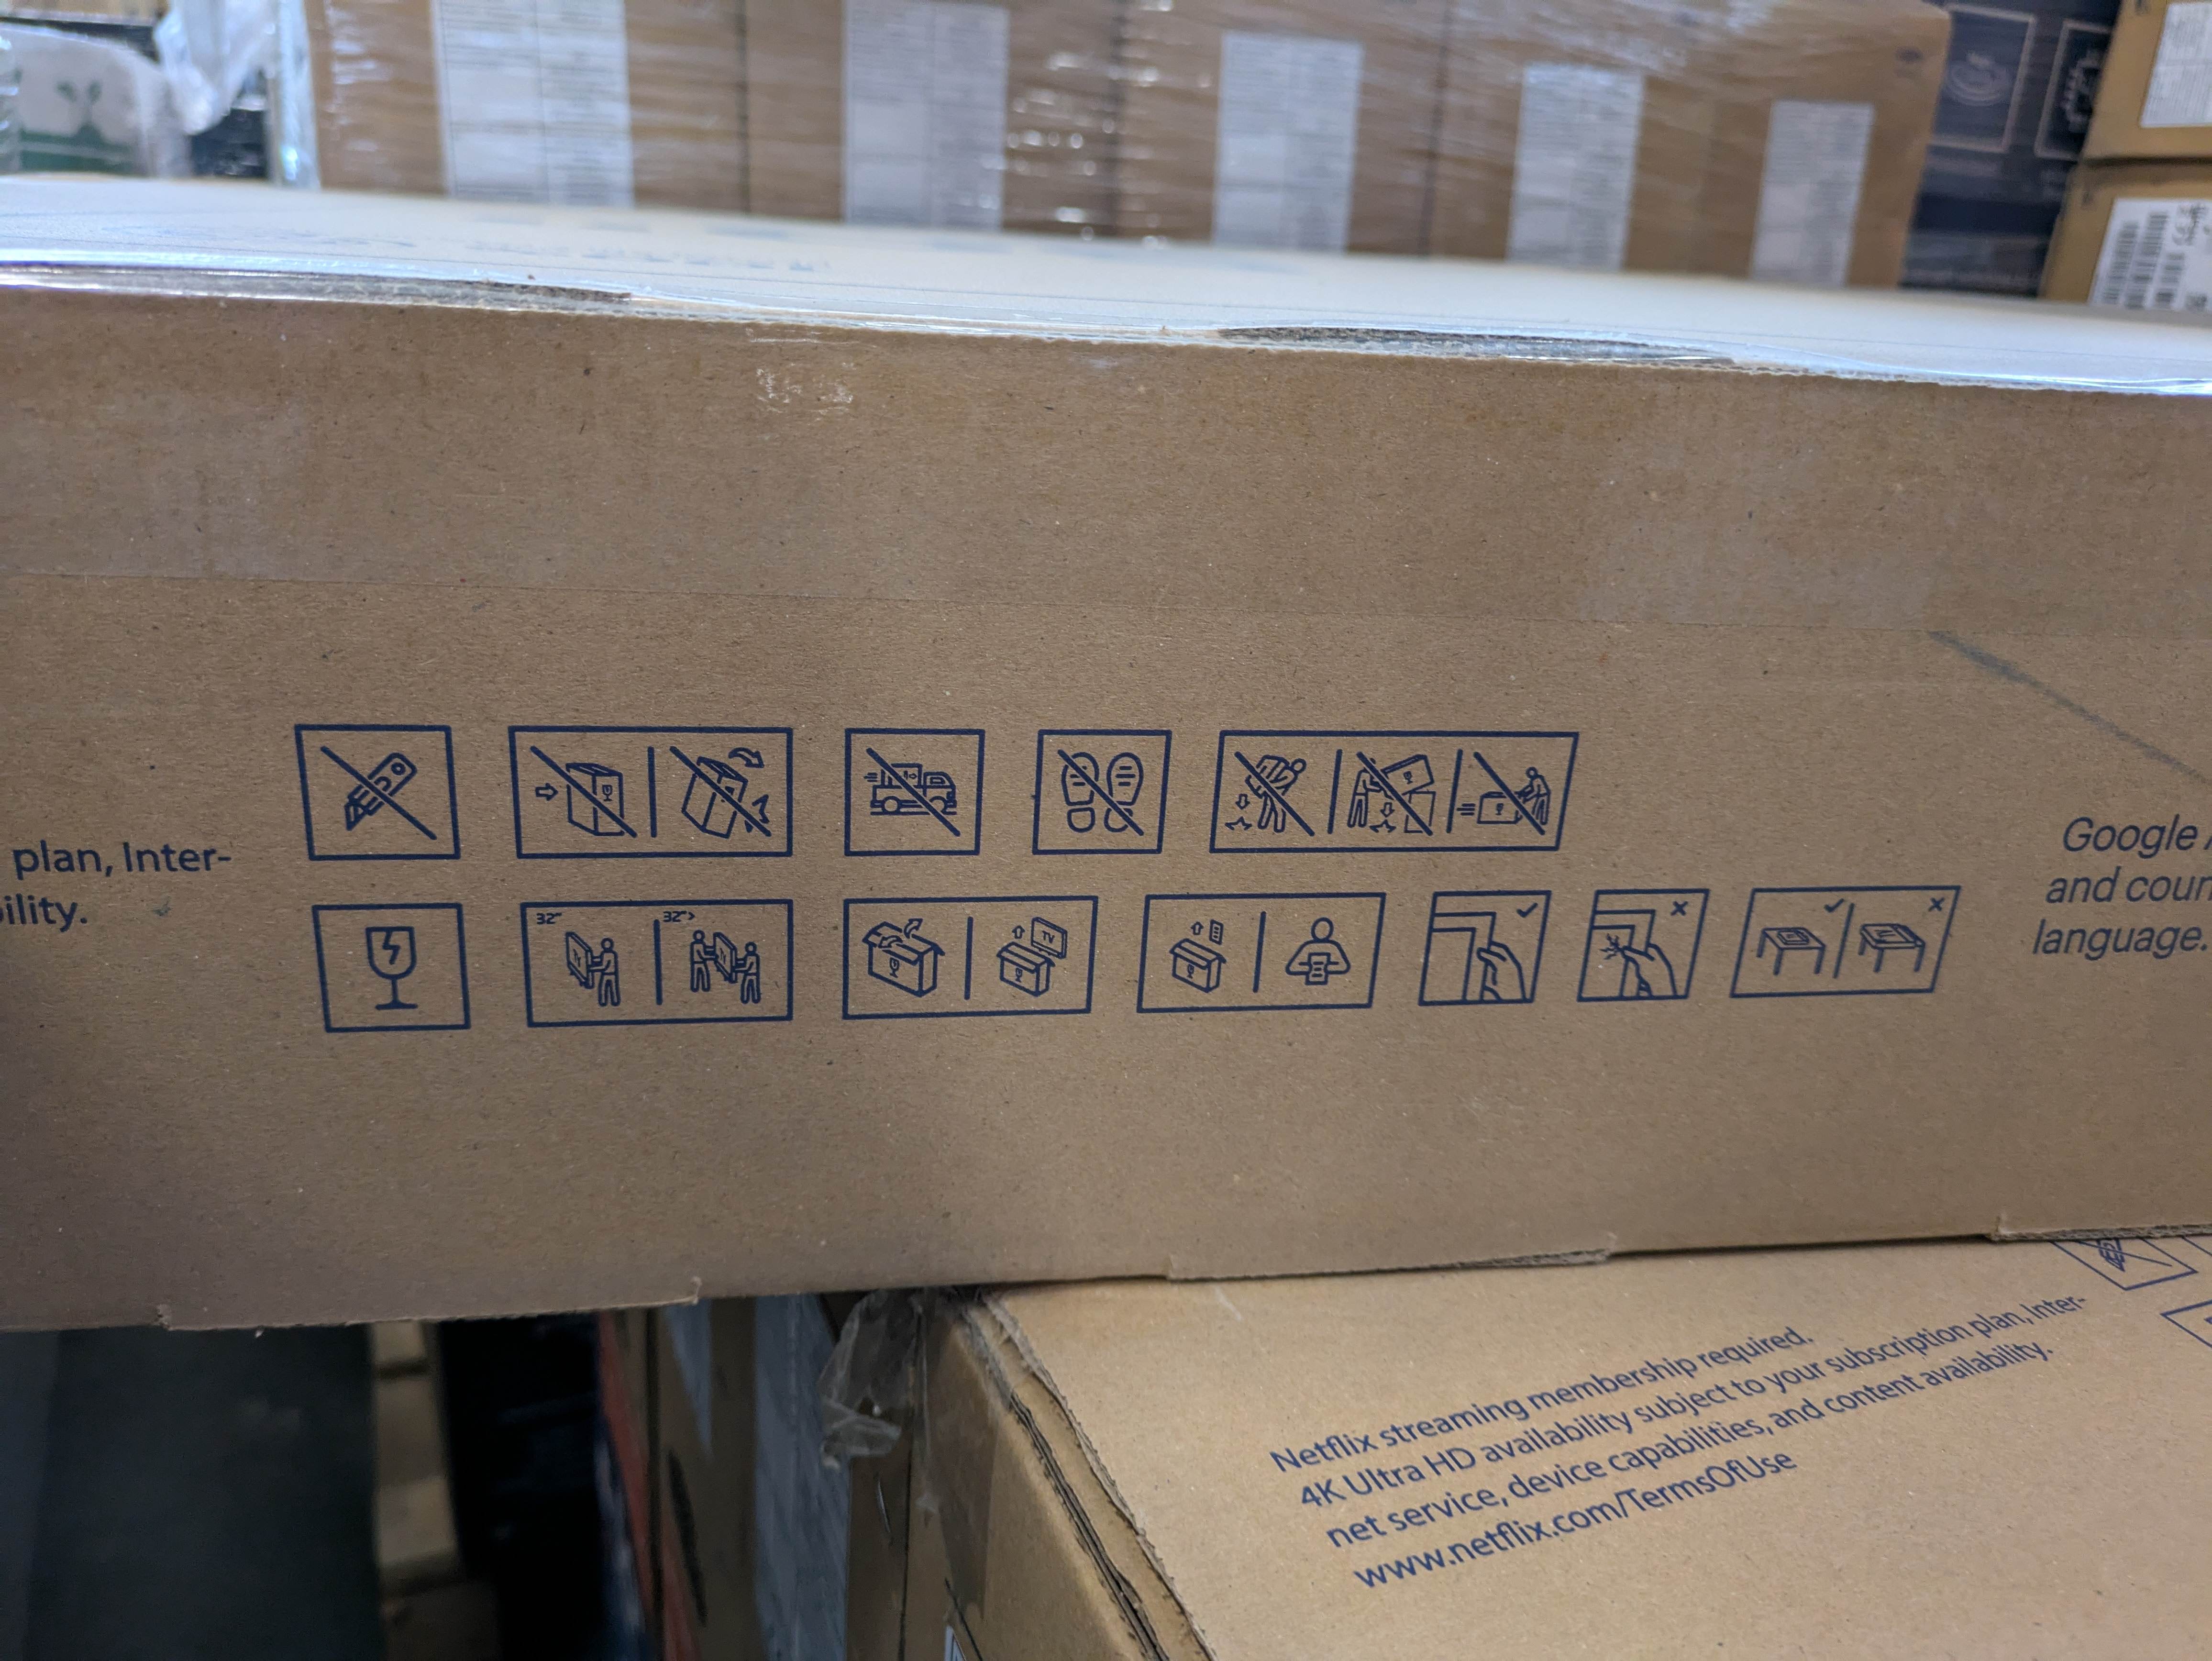 plan, Inter-
ility.
32"
32">
TV
TV
TV
Google
and coun
language.
Netflix streaming membership required.
4K Ultra HD availability subject to your subscription plan, Inter-
net service, device capabilities, and content availability.
www.netflix.com/TermsOfUse